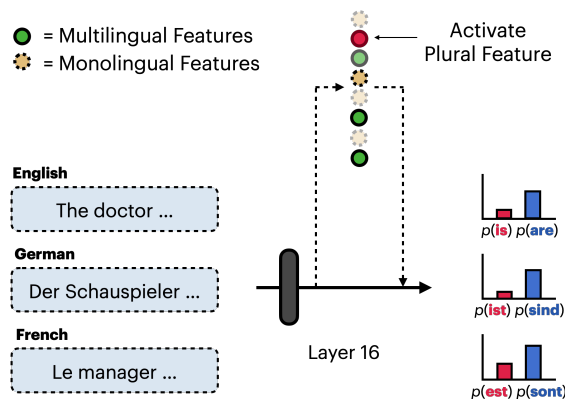 = Multilingual Features
= Monolingual Features
Activate
Plural Feature
English
The doctor ...
German
Der Schauspieler ...
French
Le manager ...
Layer 16
p(is) p(are)
p(ist) p(sind)
p(est) p(sont)